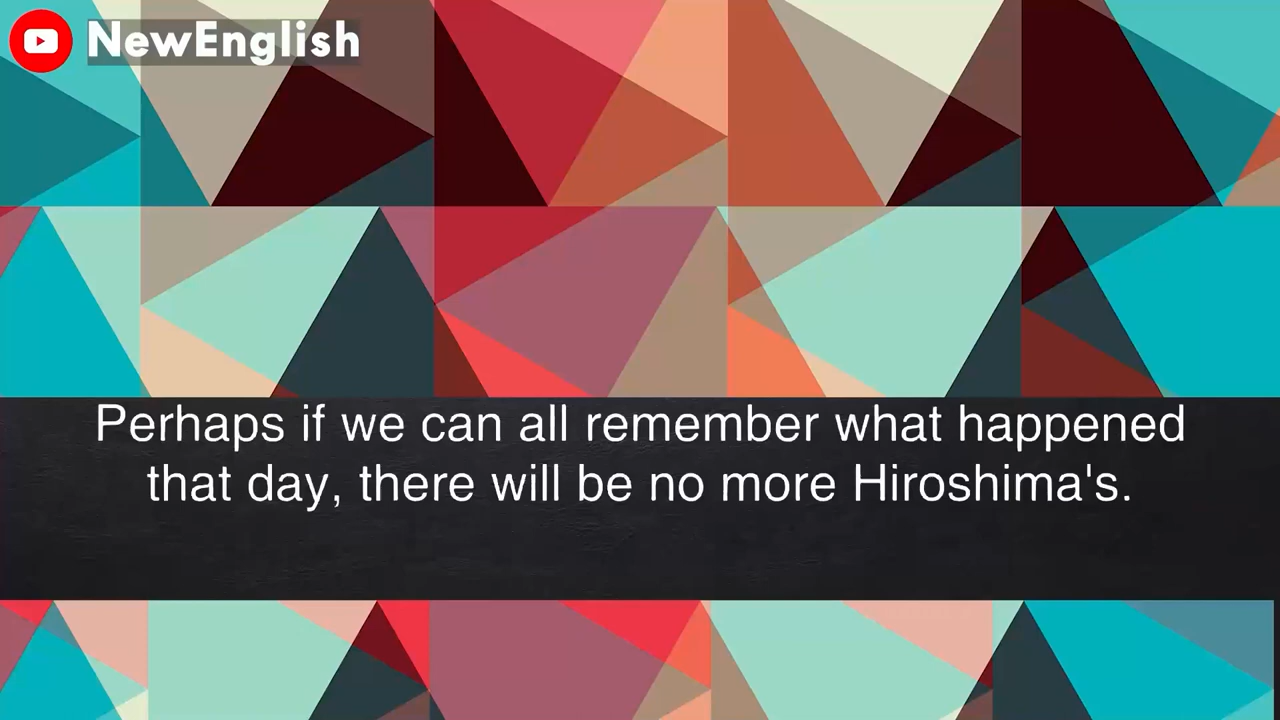 NewEnglish
Perhaps if we can all remember what happened
that day, there will be no more Hiroshima's.